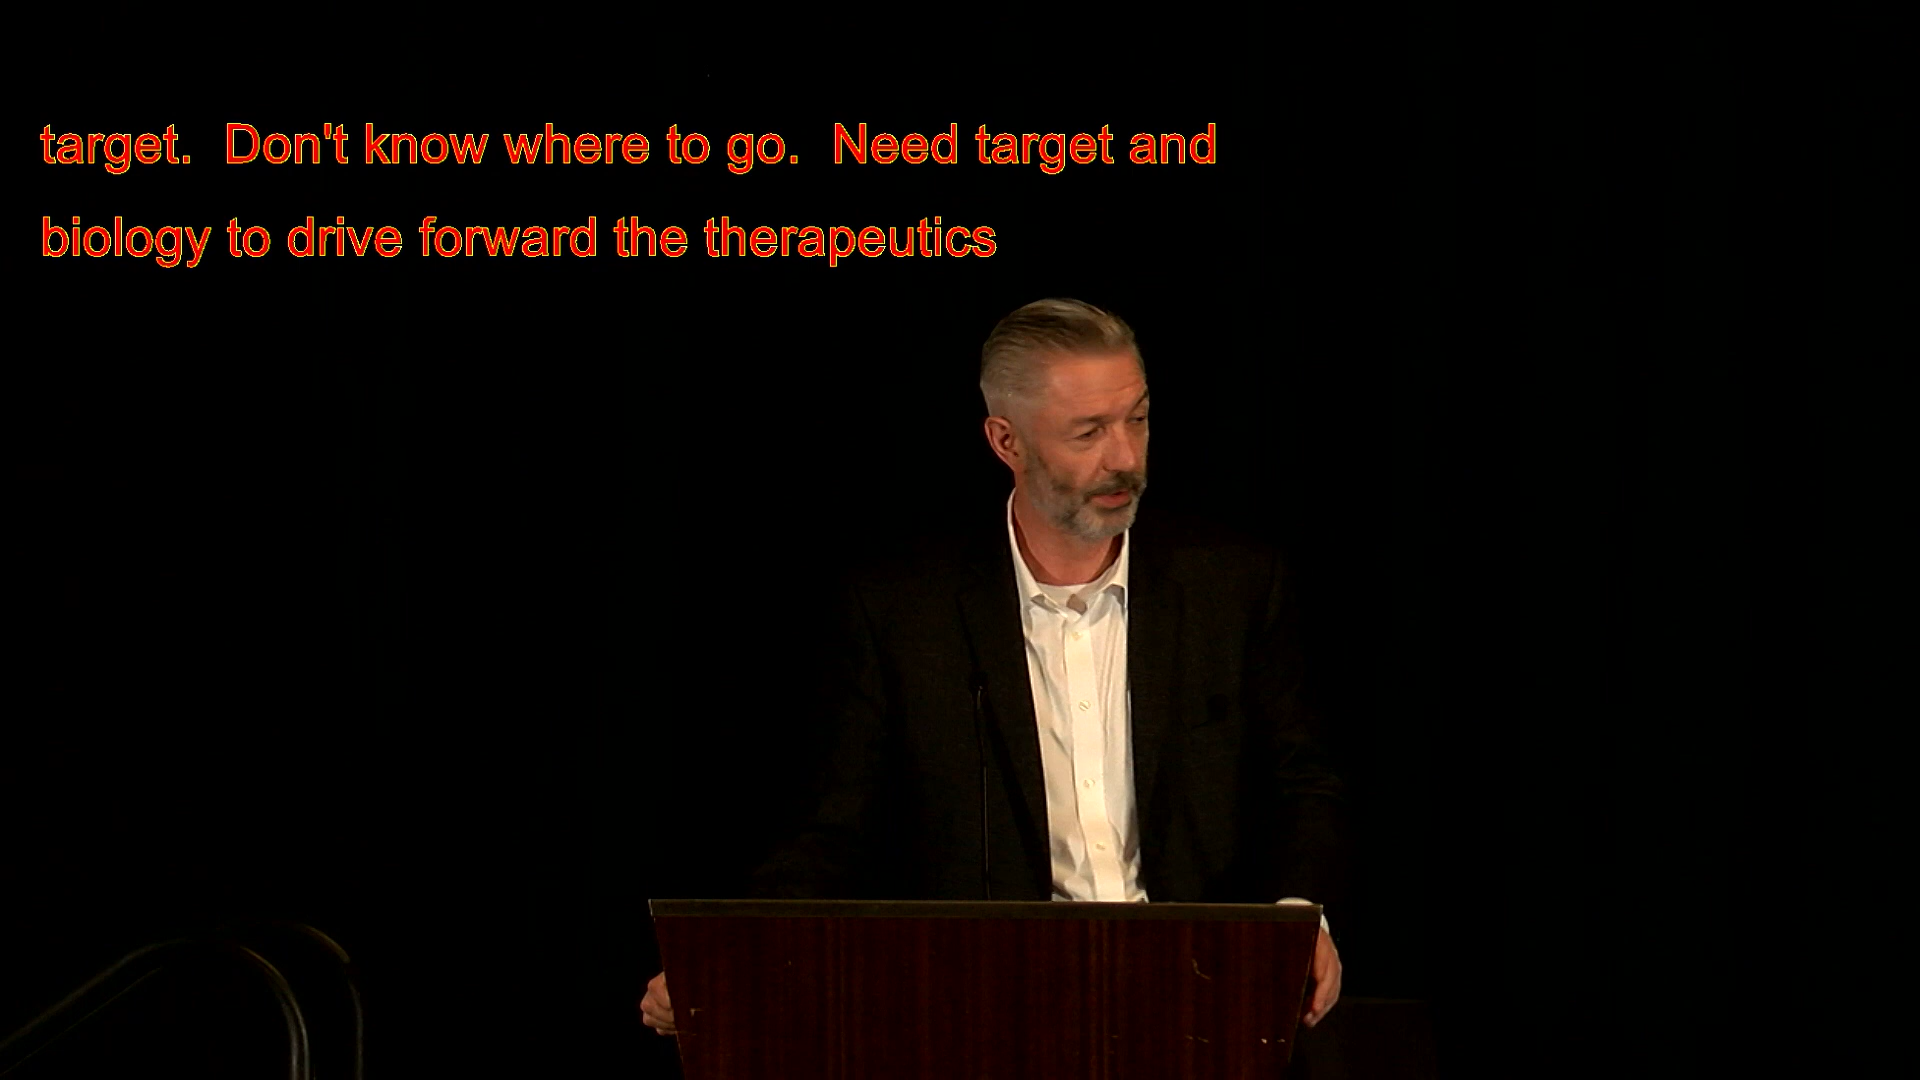 target.  Don't know where to go.  Need target and
biology to drive forward the therapeutics